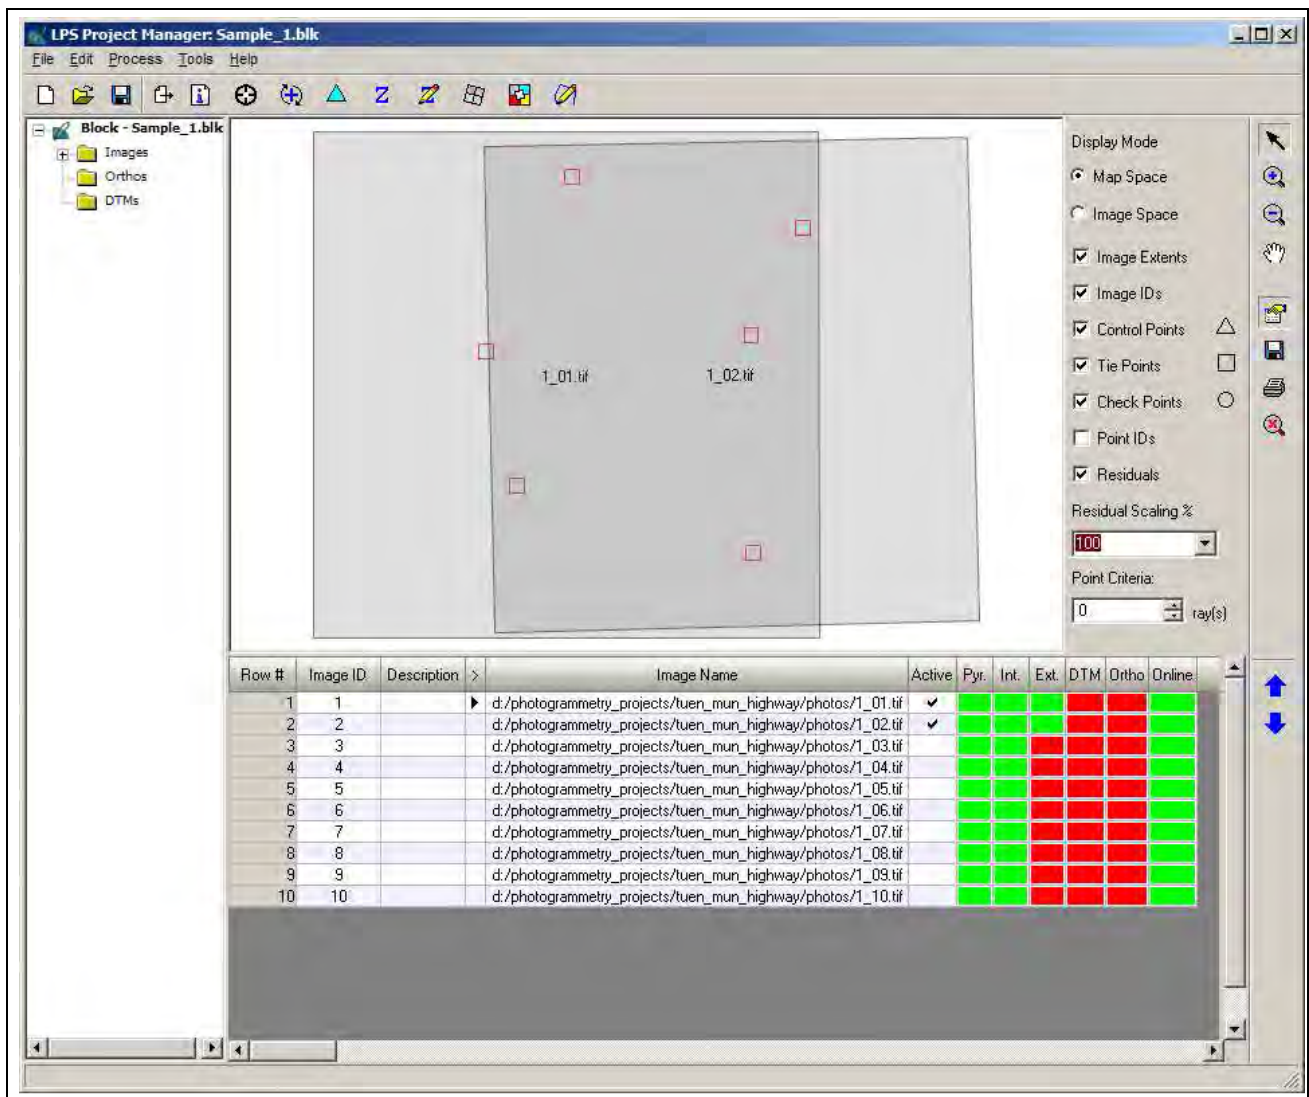 LPS Project Manager: Sample_1.blk
File Edit Process Tools Help
Z Z
Block - Sample_1.blk
Images
Orthos
DTMs
1_01.tif 1_02.tif
Display Mode
Map Space
Image Space
Image Extents
Image IDs
Control Points
Tie Points
Check Points
Point IDs
Residuals
Residual Scaling %
100
Point Criteria:
0 ray(s)
Row # Image ID Description > Image Name Active Pyr. Int. Ext. DTM Ortho Online
1 1 d:/photogrammetry_projects/tuen_mun_highway/photos/1_01.tif
2 2 d:/photogrammetry_projects/tuen_mun_highway/photos/1_02.tif
3 3 d:/photogrammetry_projects/tuen_mun_highway/photos/1_03.tif
4 4 d:/photogrammetry_projects/tuen_mun_highway/photos/1_04.tif
5 5 d:/photogrammetry_projects/tuen_mun_highway/photos/1_05.tif
6 6 d:/photogrammetry_projects/tuen_mun_highway/photos/1_06.tif
7 7 d:/photogrammetry_projects/tuen_mun_highway/photos/1_07.tif
8 8 d:/photogrammetry_projects/tuen_mun_highway/photos/1_08.tif
9 9 d:/photogrammetry_projects/tuen_mun_highway/photos/1_09.tif
10 10 d:/photogrammetry_projects/tuen_mun_highway/photos/1_10.tif